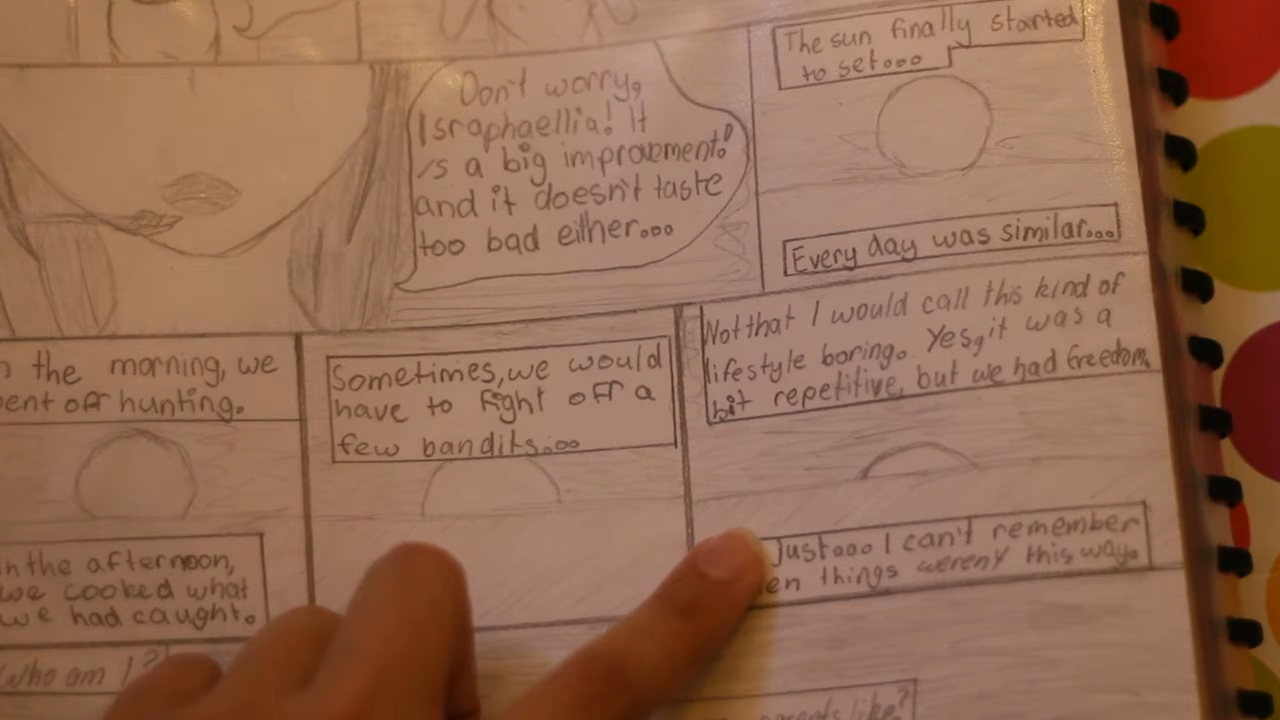 Don't worry,
Israphaellia! It
is a big improvement!
and it doesn't taste
too bad either...
The sun finally started
to set...
Every day was similar...
the morning, we
off hunting.
In the afternoon,
we cooked what
we had caught.
Sometimes, we would
have to fight off a
few bandits...
Not that I would call this kind of
lifestyle boring. Yes, it was a
bit repetitive, but we had freedom.
Just... I can't remember
things weren't this way.
Who am I?
like?